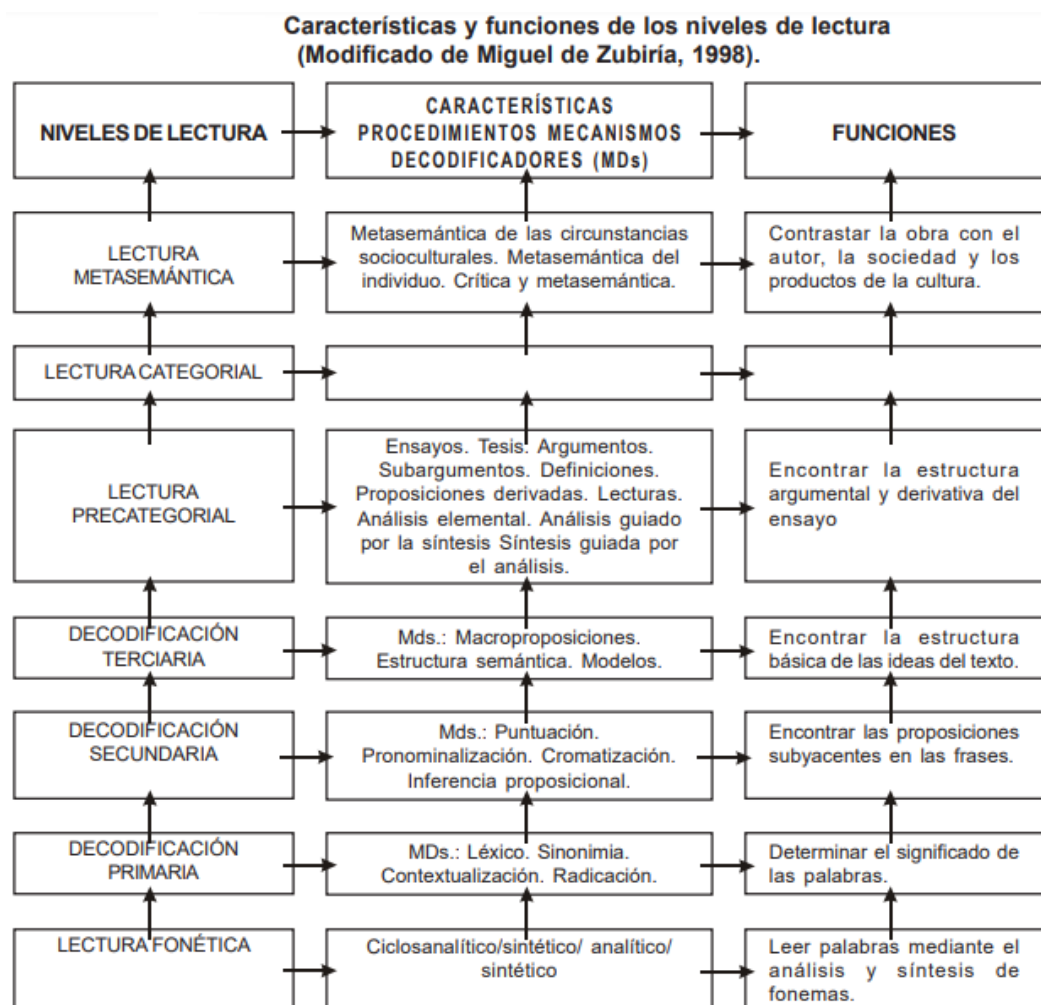 Características y funciones de los niveles de lectura
(Modificado de Miguel de Zubiría, 1998).
NIVELES DE LECTURA
CARACTERÍSTICAS
PROCEDIMIENTOS MECANISMOS
DECODIFICADORES (MDs)
FUNCIONES
LECTURA
METASEMÁNTICA
Metasemántica de las circunstancias
socioculturales. Metasemántica del
individuo. Crítica y metasemántica.
Contrastar la obra con el
autor, la sociedad y los
productos de la cultura.
LECTURA CATEGORIAL
LECTURA
PRECATEGORIAL
Ensayos. Tesis. Argumentos.
Subargumentos. Definiciones.
Proposiciones derivadas. Lecturas.
Análisis elemental. Análisis guiado
por la síntesis Síntesis guiada por
el análisis.
Encontrar la estructura
argumental y derivativa del
ensayo
DECODIFICACIÓN
TERCIARIA
Mds.: Macroproposiciones.
Estructura semántica. Modelos.
Encontrar la estructura
básica de las ideas del texto.
DECODIFICACIÓN
SECUNDARIA
Mds.: Puntuación.
Pronominalización. Cromatización.
Inferencia proposicional.
Encontrar las proposiciones
subyacentes en las frases.
DECODIFICACIÓN
PRIMARIA
MDs.: Léxico. Sinonimia.
Contextualización. Radicación.
Determinar el significado de
las palabras.
LECTURA FONÉTICA
Ciclosanalítico/sintético/ analítico/
sintético
Leer palabras mediante el
análisis y síntesis de
fonemas.